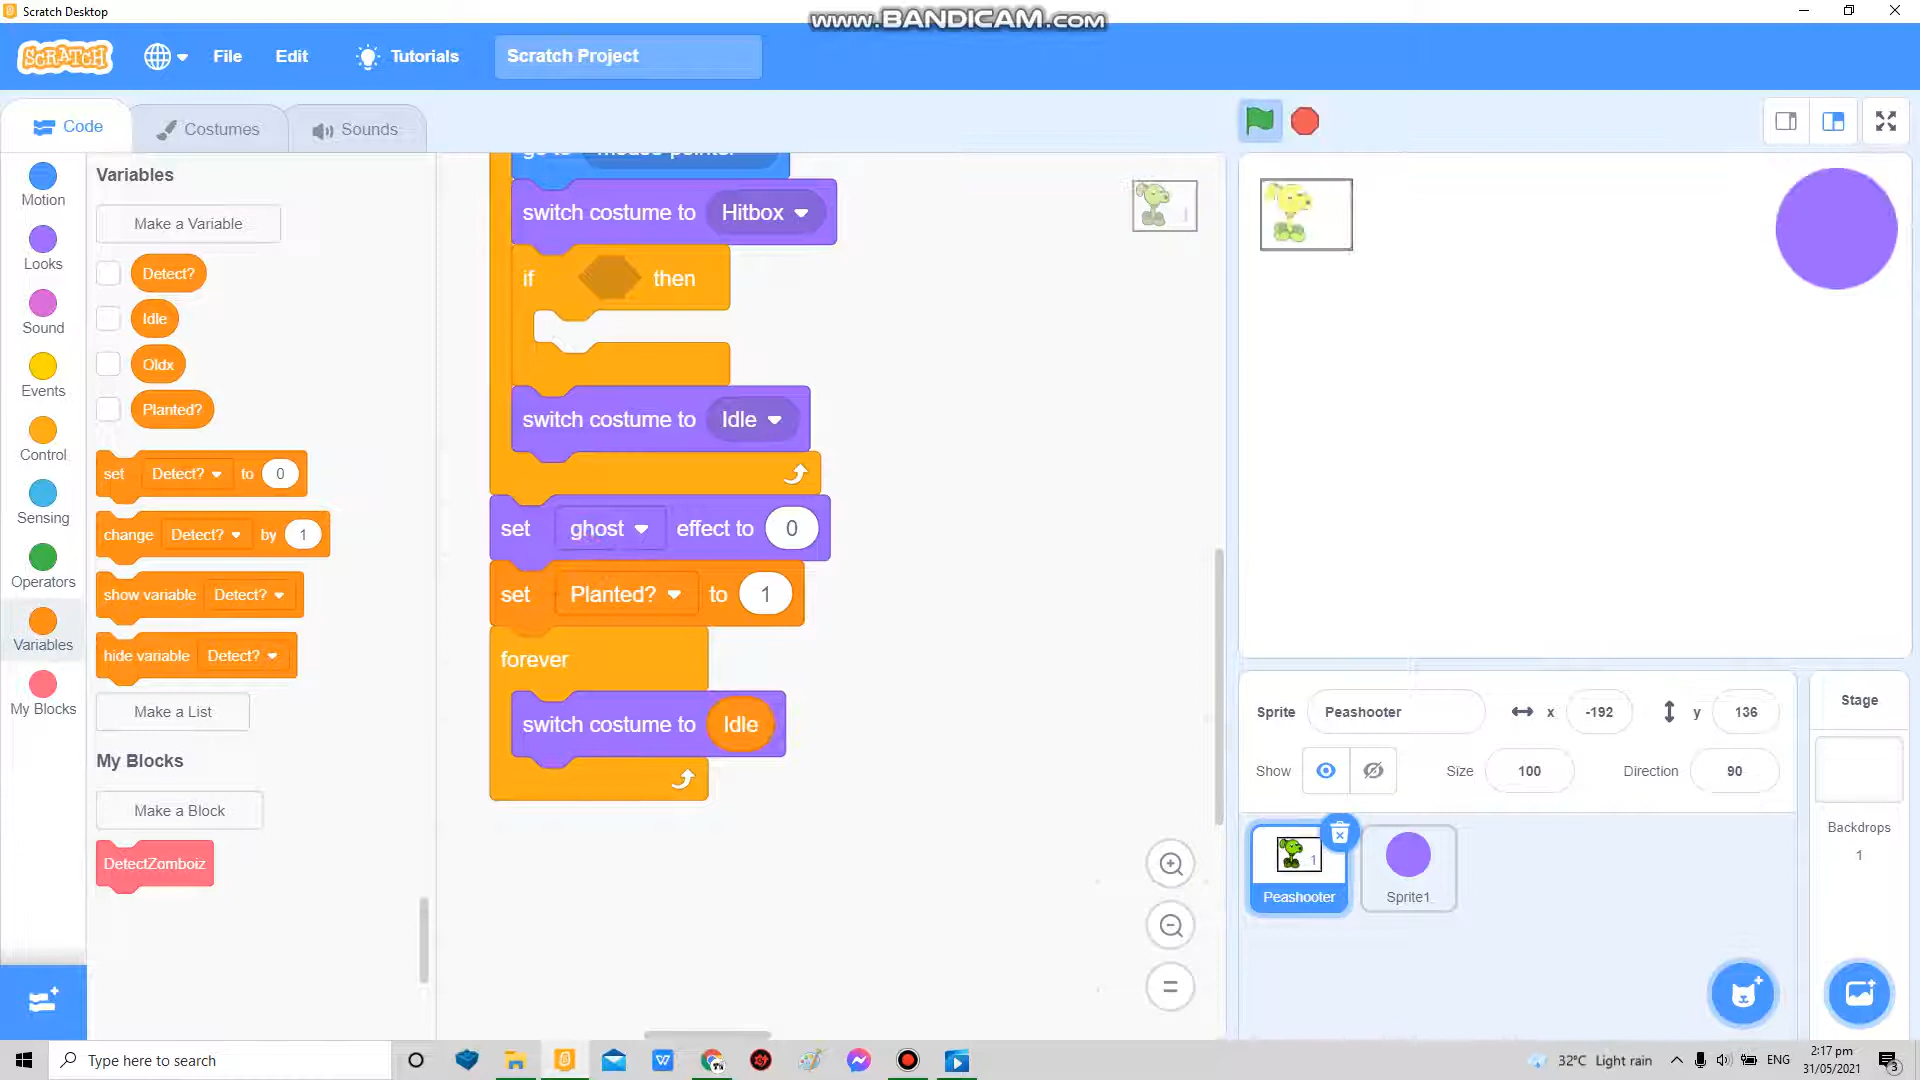 Scratch Desktop
www.BANDICAM.com
SCRATCH
File
Edit
Tutorials
Scratch Project
Code
Costumes
Sounds
Motion
Looks
Sound
Events
Control
Sensing
Operators
Variables
My Blocks
Variables
Make a Variable
Detect?
Idle
Oldx
Planted?
set Detect? to 0
change Detect? by 1
show variable Detect?
hide variable Detect?
Make a List
My Blocks
Make a Block
DetectZomboiz
go to mouse-pointer
switch costume to Hitbox
if then
switch costume to Idle
set ghost effect to 0
set Planted? to 1
forever
switch costume to Idle
Sprite Peashooter x -192 y 136
Show Size 100 Direction 90
Peashooter
Sprite1
Stage
Backdrops
1
Type here to search
32°C Light rain
ENG
2:17 pm
31/05/2021
3